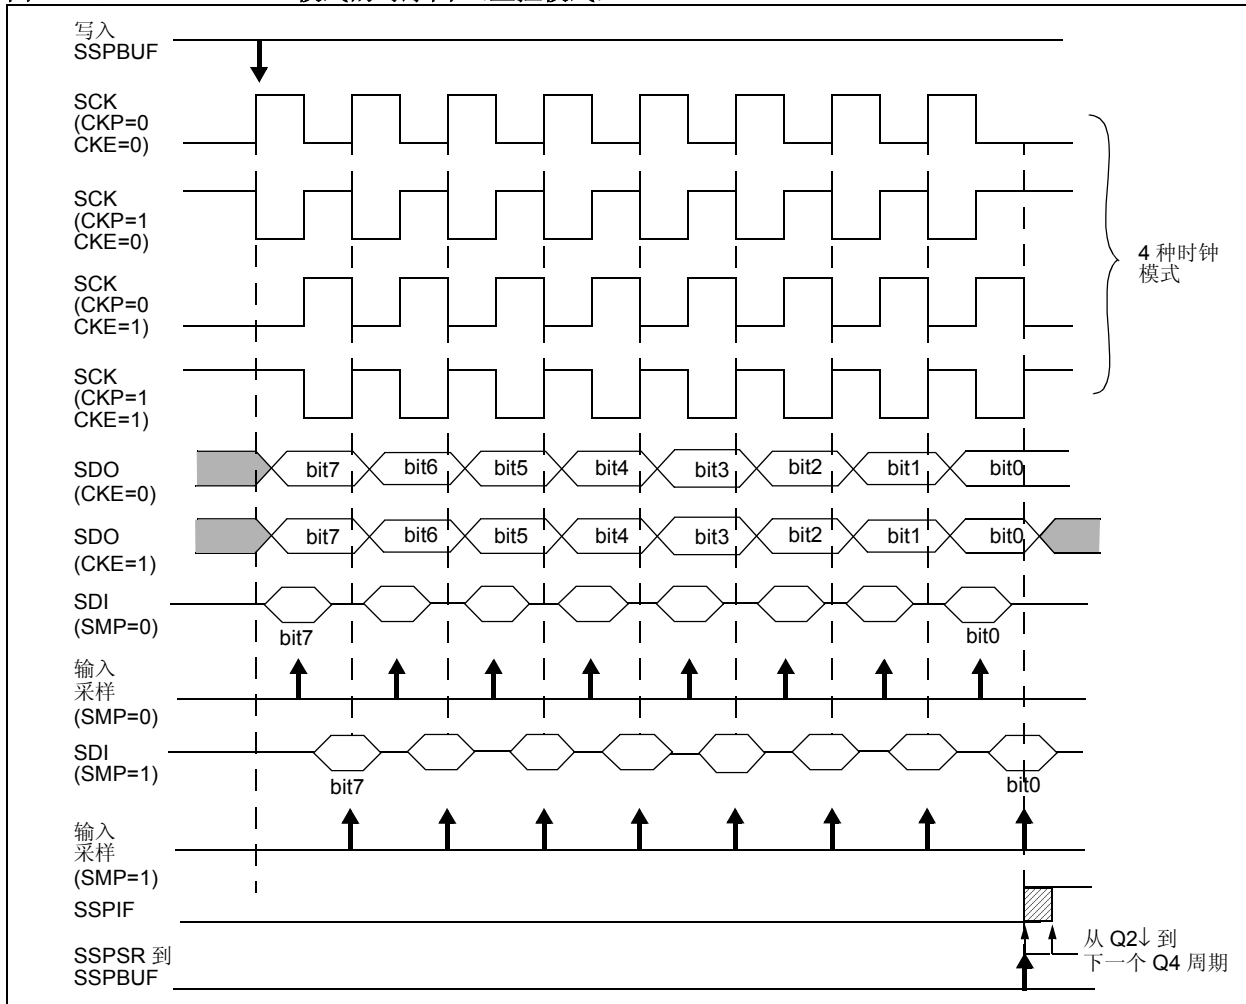 写入
SSPBUF
SCK
(CKP=0
CKE=0)
SCK
(CKP=1
CKE=0)
SCK
(CKP=0
CKE=1)
SCK
(CKP=1
CKE=1)
4 种时钟
模式
SDO
(CKE=0)
bit7 bit6 bit5 bit4 bit3 bit2 bit1 bit0
SDO
(CKE=1)
bit7 bit6 bit5 bit4 bit3 bit2 bit1 bit0
SDI
(SMP=0)
bit7 bit0
输入
采样
(SMP=0)
SDI
(SMP=1)
bit7 bit0
输入
采样
(SMP=1)
SSPIF
SSPSR 到
SSPBUF
从 Q2↓ 到
下一个 Q4 周期